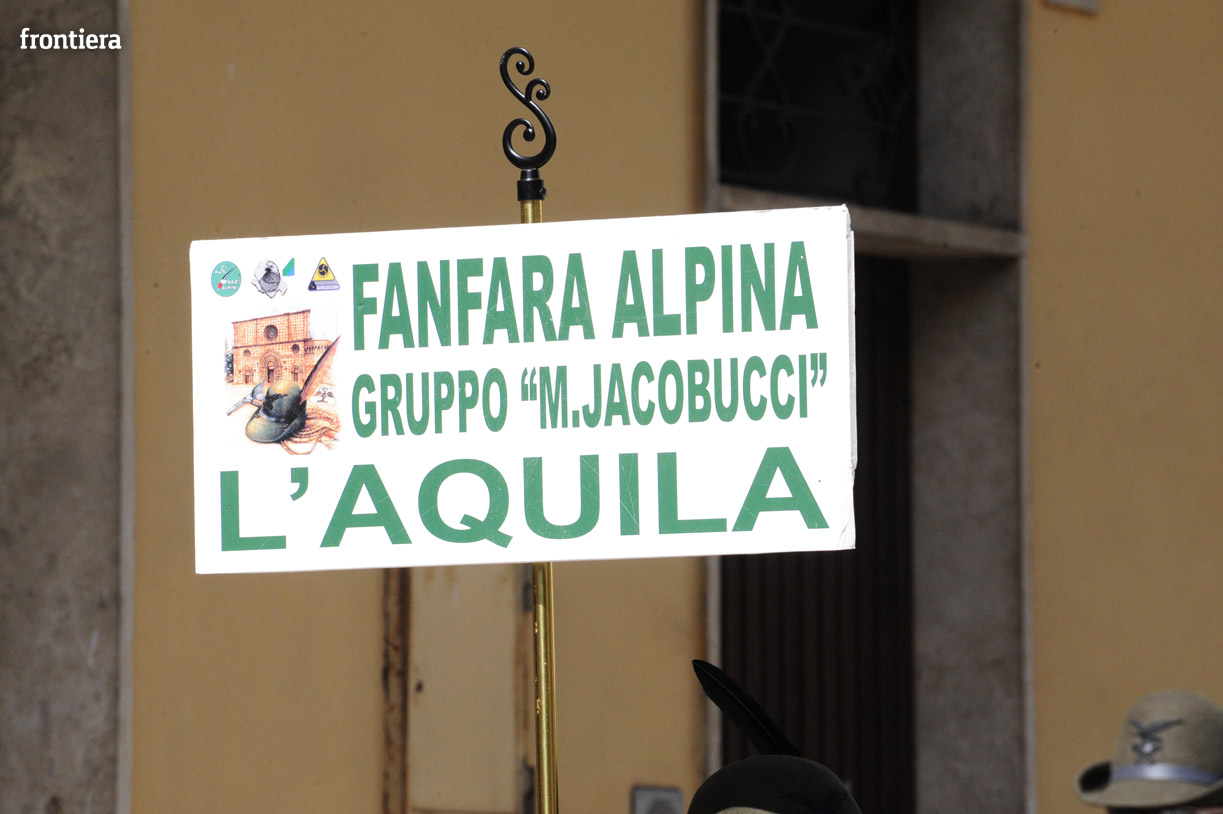 frontiera
FANFARA ALPINA
GRUPPO “M.JACOBUCCI”
L’AQUILA